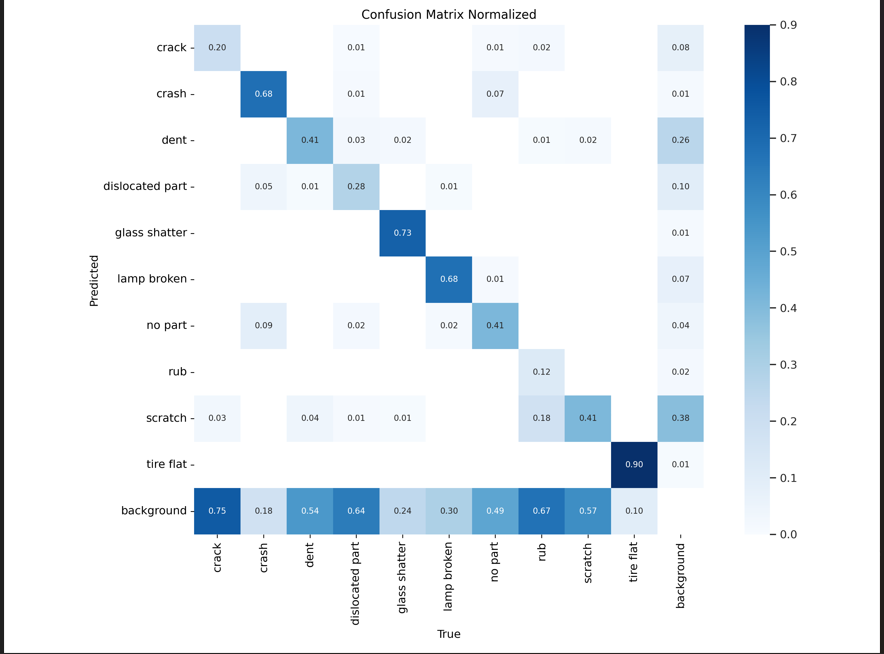 Confusion Matrix Normalized
crack 0.20 0.01 0.01 0.02 0.08
crash 0.68 0.01 0.07 0.01
dent 0.41 0.03 0.02 0.01 0.02 0.26
dislocated part 0.05 0.01 0.28 0.01 0.10
glass shatter 0.73 0.01
lamp broken 0.68 0.01 0.07
no part 0.09 0.02 0.02 0.41 0.04
rub 0.12 0.02
scratch 0.03 0.04 0.01 0.01 0.18 0.41 0.38
tire flat 0.90 0.01
background 0.75 0.18 0.54 0.64 0.24 0.30 0.49 0.67 0.57 0.10
Predicted
crack
crash
dent
dislocated part
glass shatter
lamp broken
no part
rub
scratch
tire flat
background
True
0.9
0.8
0.7
0.6
0.5
0.4
0.3
0.2
0.1
0.0